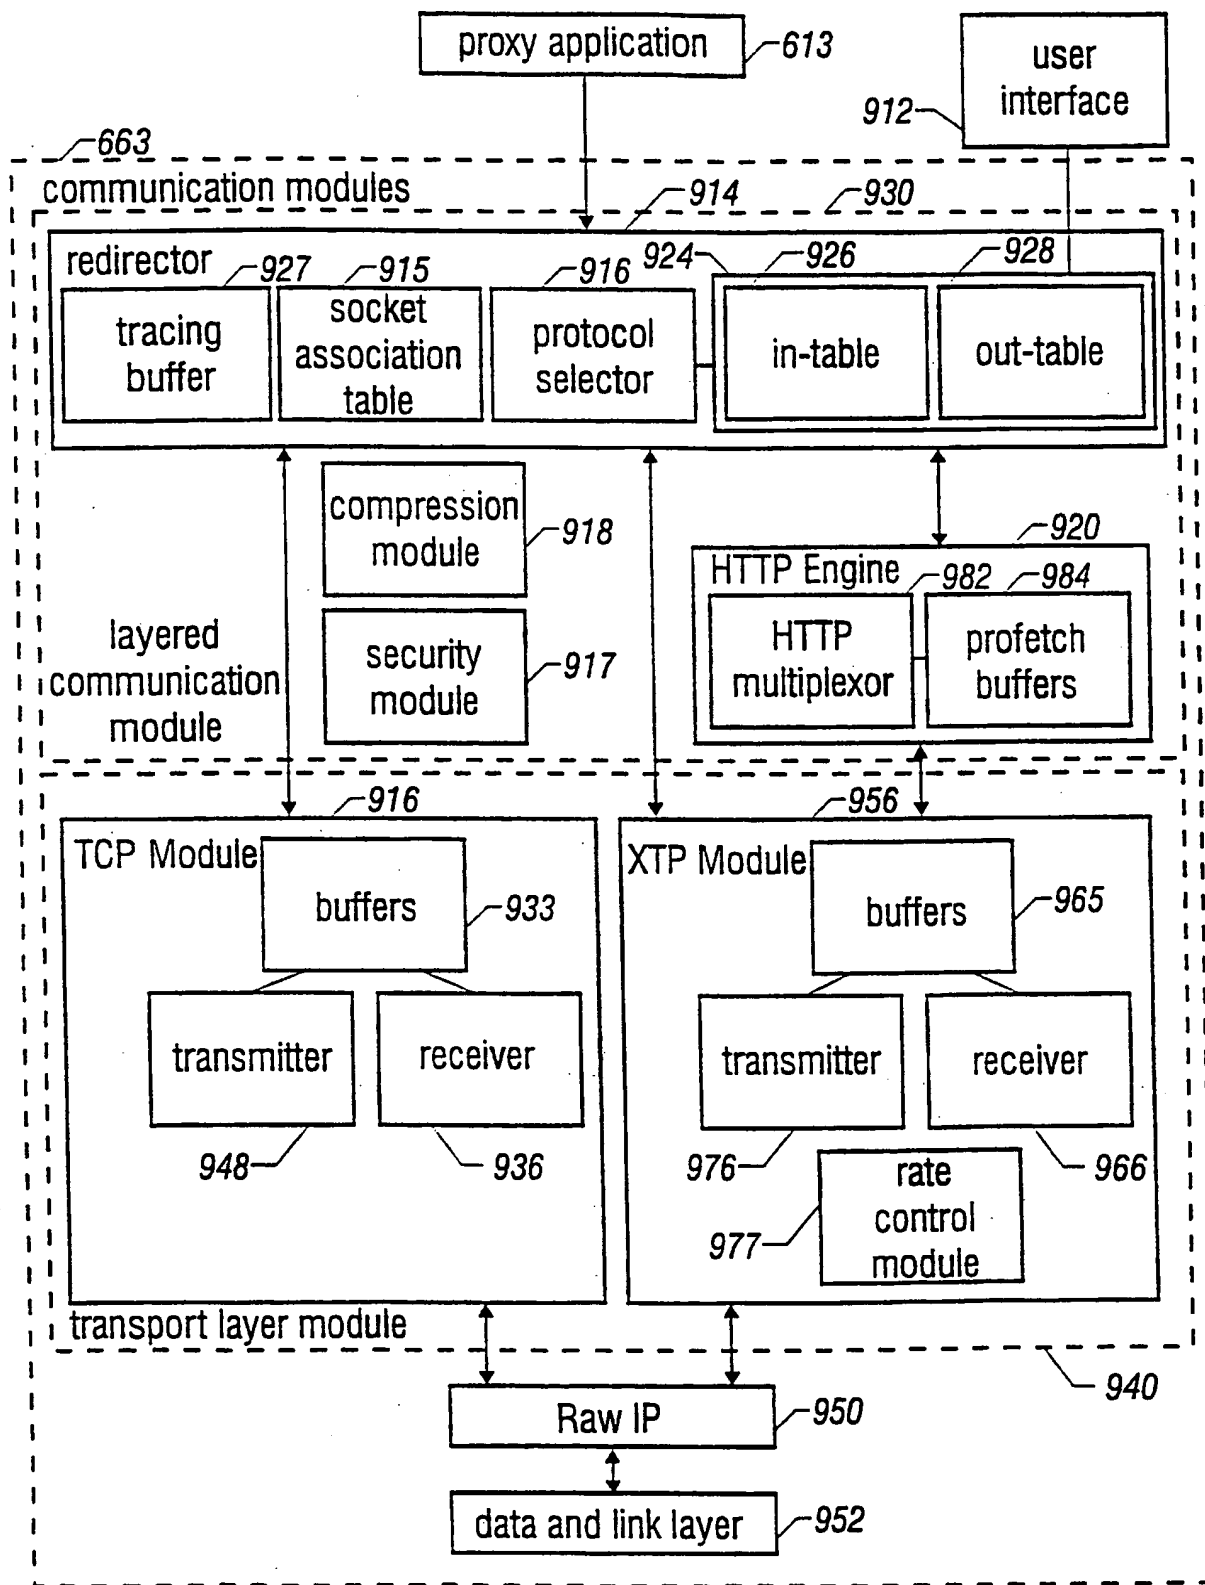 proxy application
613
user
interface
912
663
communication modules
914
930
redirector
927
915
916
924
926
928
tracing
buffer
socket
association
table
protocol
selector
in-table
out-table
compression
module
918
920
HTTP Engine
982
984
HTTP
multiplexor
profetch
buffers
security
module
917
layered
communication
module
916
956
TCP Module
buffers
933
transmitter
receiver
948
936
XTP Module
buffers
965
transmitter
receiver
976
966
rate
control
module
977
transport layer module
940
Raw IP
950
data and link layer
952